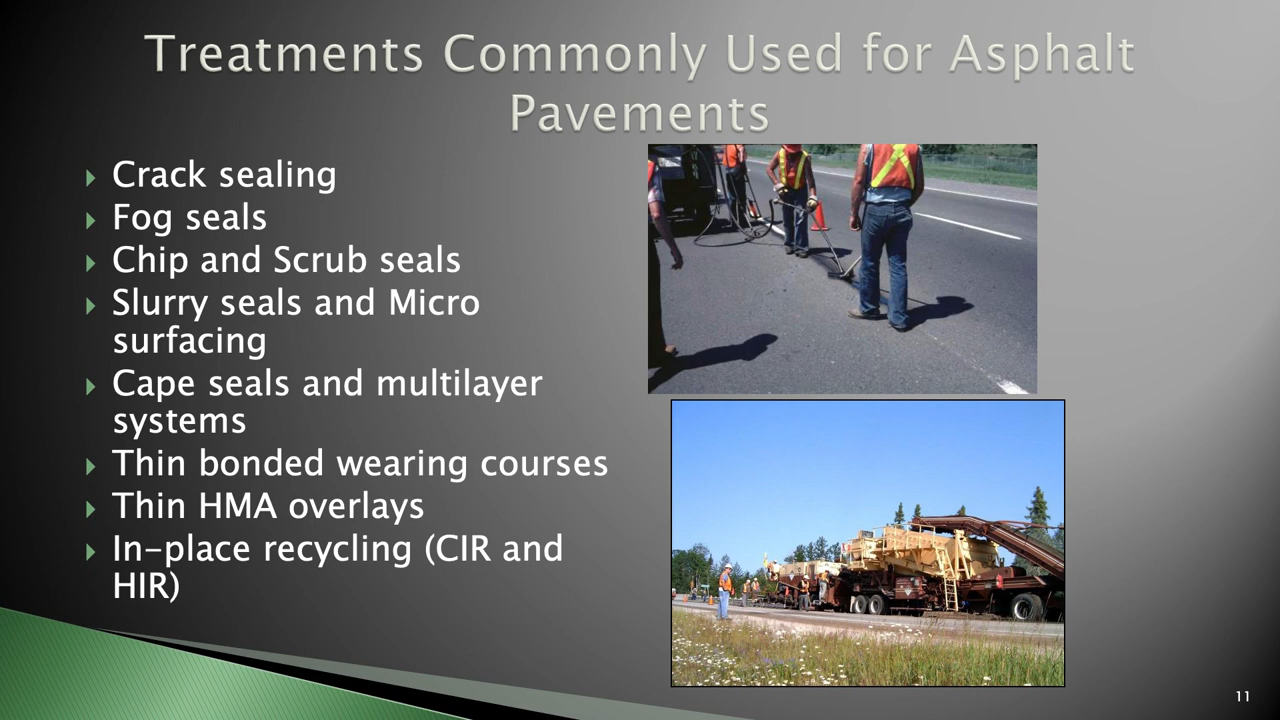 Treatments Commonly Used for Asphalt
Pavements
Crack sealing
Fog seals
Chip and Scrub seals
Slurry seals and Micro
surfacing
Cape seals and multilayer
systems
Thin bonded wearing courses
Thin HMA overlays
In-place recycling (CIR and
HIR)
11